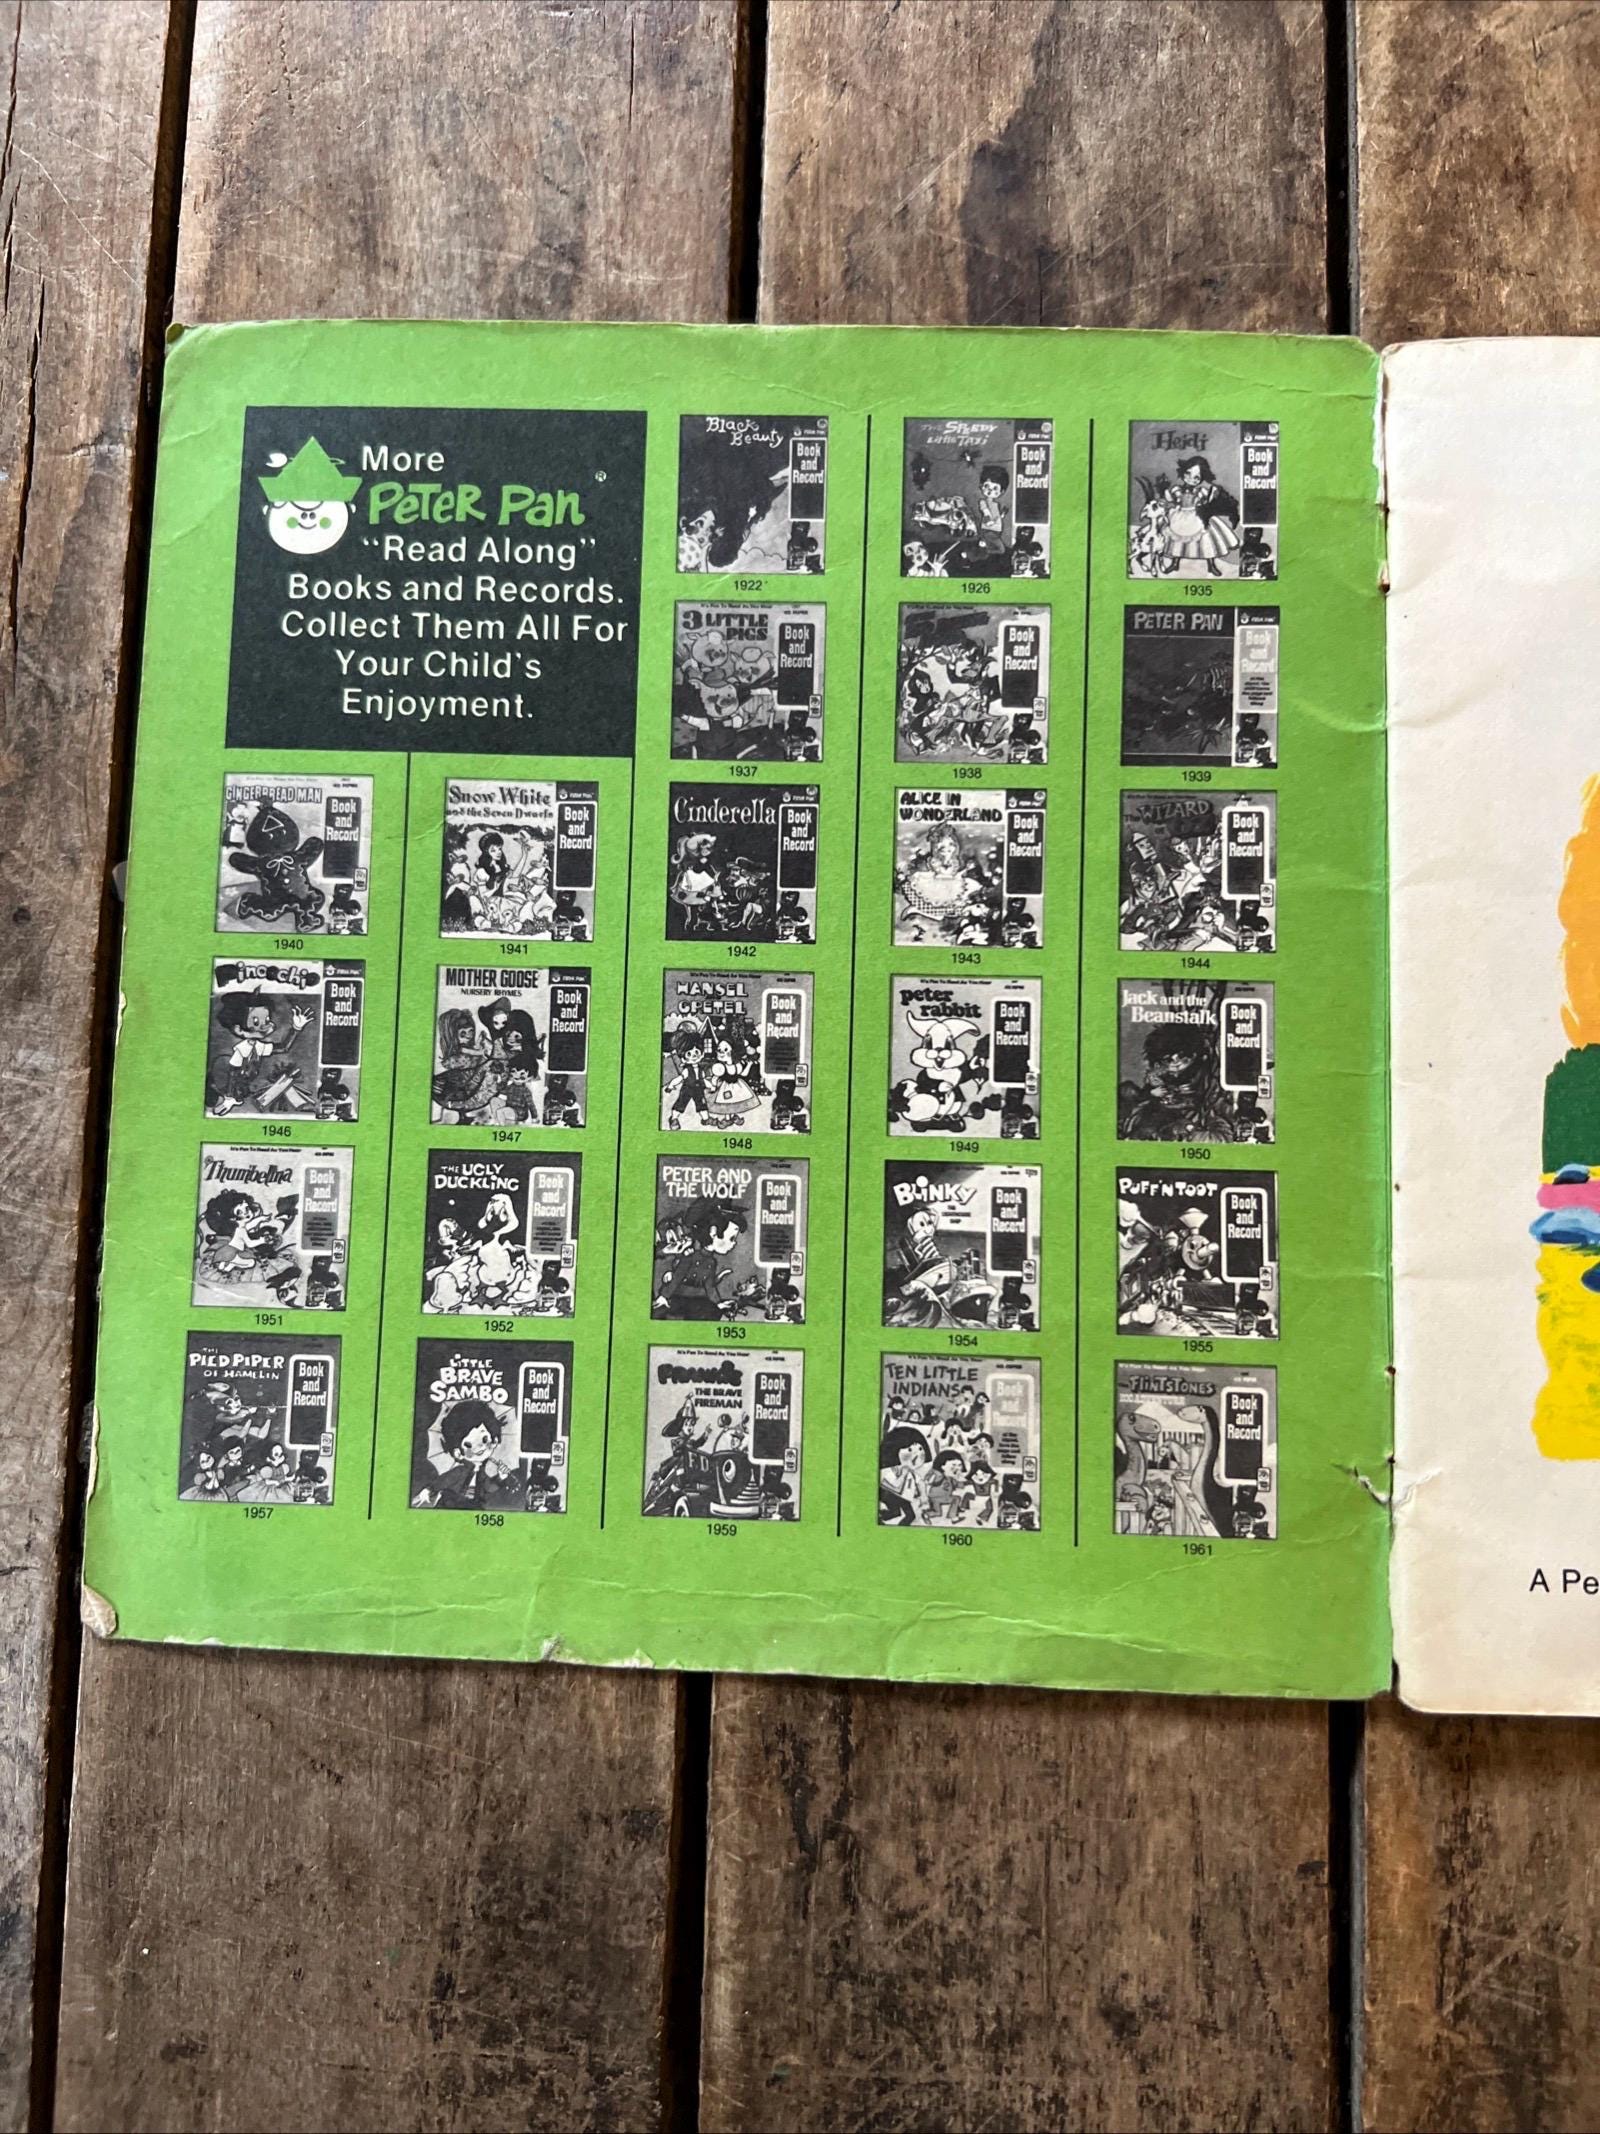 More
PETER Pan ®
"Read Along"
Books and Records.
Collect Them All For
Your Child's
Enjoyment.
Black
Beauty
Book
and
Record
1922
THE SPEEDY
Little TAXI
Book
and
Record
1926
Heidi
Book
and
Record
1935
3 LITTLE
PIGS
Book
and
Record
1937
Book
and
Record
1938
PETER PAN
Book
and
Record
1939
GINGERBREAD MAN
Book
and
Record
1940
Snow White
and the Seven Dwarfs
Book
and
Record
1941
Cinderella
Book
and
Record
1942
ALICE IN
WONDERLAND
Book
and
Record
1943
The WIZARD
OF
Book
and
Record
1944
Pinocchio
Book
and
Record
1946
MOTHER GOOSE
NURSERY RHYMES
Book
and
Record
1947
HANSEL
GRETEL
Book
and
Record
1948
peter
rabbit
Book
and
Record
1949
Jack and the
Beanstalk
Book
and
Record
1950
Thumbelina
Book
and
Record
1951
THE UGLY
DUCKLING
Book
and
Record
1952
PETER AND
THE WOLF
Book
and
Record
1953
BLINKY
Book
and
Record
1954
PUFF'N TOOT
Book
and
Record
1955
THE
PIED PIPER
OF HAMELIN
Book
and
Record
1957
LITTLE
BRAVE
SAMBO
Book
and
Record
1958
Frankie
THE BRAVE
FIREMAN
F.D.
Book
and
Record
1959
TEN LITTLE
INDIANS
Book
and
Record
1960
FLINTSTONES
Book
and
Record
1961
A Pe